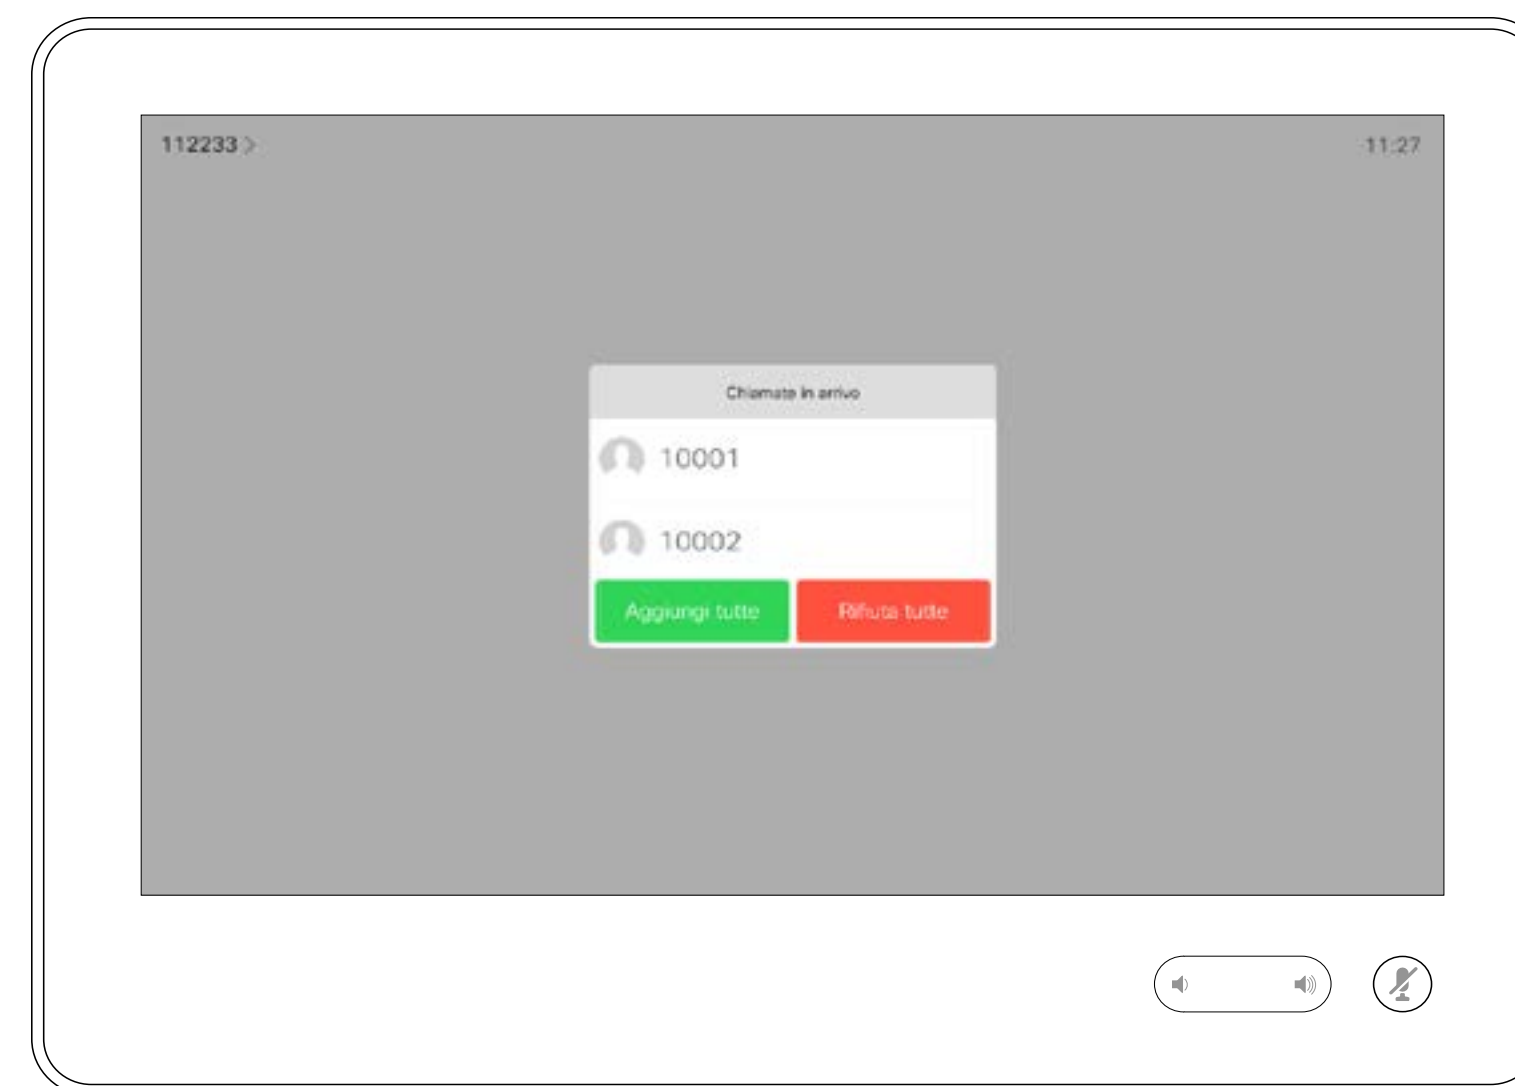 112233 >
11:27
Chiamate in arrivo
10001
10002
Aggiungi tutte
Rifiuta tutte